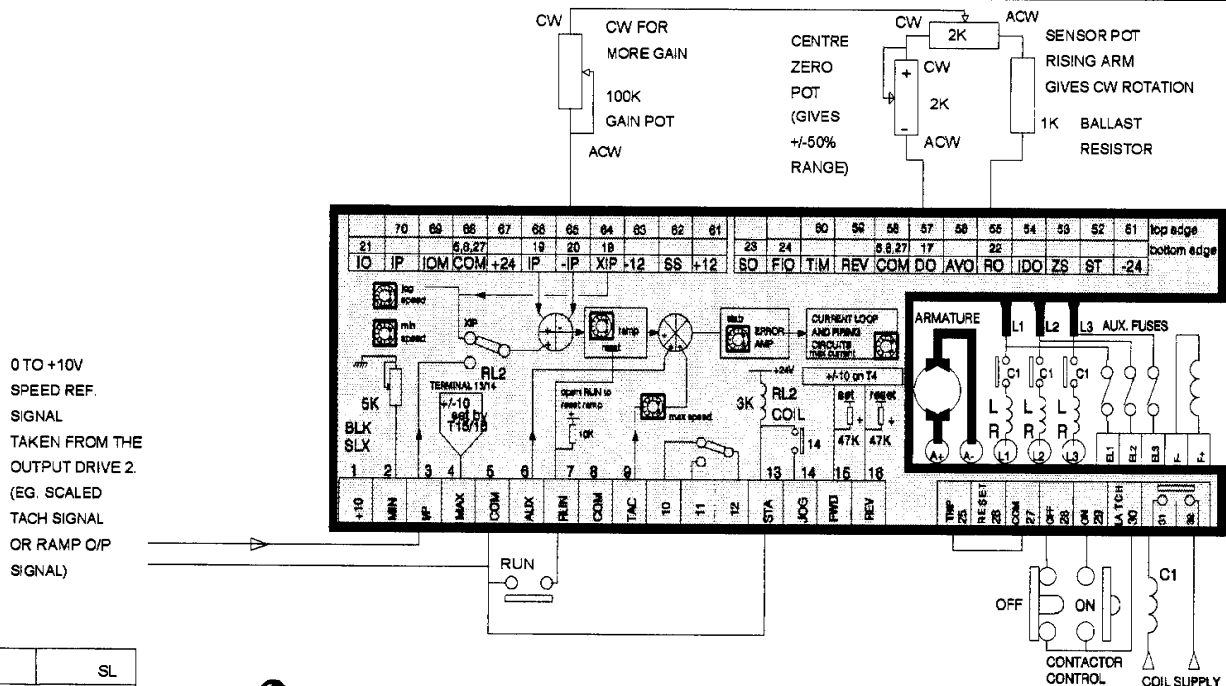 CW
CW FOR
MORE GAIN
100K
GAIN POT
ACW
CENTRE
ZERO
POT
(GIVES
+/-50%
RANGE)
CW
2K
ACW
+
CW
2K
-
ACW
SENSOR POT
RISING ARM
GIVES CW ROTATION
1K BALLAST
RESISTOR
70 69 66 67 68 65 64 63 62 61 60 59 58 57 56 55 54 53 52 51 top edge
21 5,8,27 19 20 18 23 24 5,8,27 17 22 bottom edge
IO IP IOM COM +24 IP -IP XIP -12 SS +12 SO FIO TIM REV COM DO AVO RO IDO ZS ST -24
jog
speed
min
speed
XIP
RL2
TERMINAL 13/14
+/-10
set by
T15/16
5K
BLK
SLX
ramp
reset
open RUN to
reset ramp
10K
max speed
stab
ERROR
AMP
CURRENT LOOP
AND FIRING
CIRCUITS
max current
+24V
3K
RL2
COIL
14
+/-10 on T4
set
reset
47K
47K
ARMATURE
L1 L2 L3 AUX. FUSES
C1 C1 C1
L
R
L
R
L
R
A+ A- L1 L2 L3 EL1 EL2 EL3 F- F+
1 2 3 4 5 6 7 8 9 13 14 15 16
+10 MIN I/P MAX COM AUX RUN COM TAC 10 11 12 STA JOG FWD REV
TRIP 25
RESET 26
COM 27
OFF 28
ON 29
LATCH 30
31
32
0 TO +10V
SPEED REF.
SIGNAL
TAKEN FROM THE
OUTPUT DRIVE 2.
(EG. SCALED
TACH SIGNAL
OR RAMP O/P
SIGNAL)
RUN
OFF
ON
C1
CONTACTOR
CONTROL
COIL SUPPLY
SL